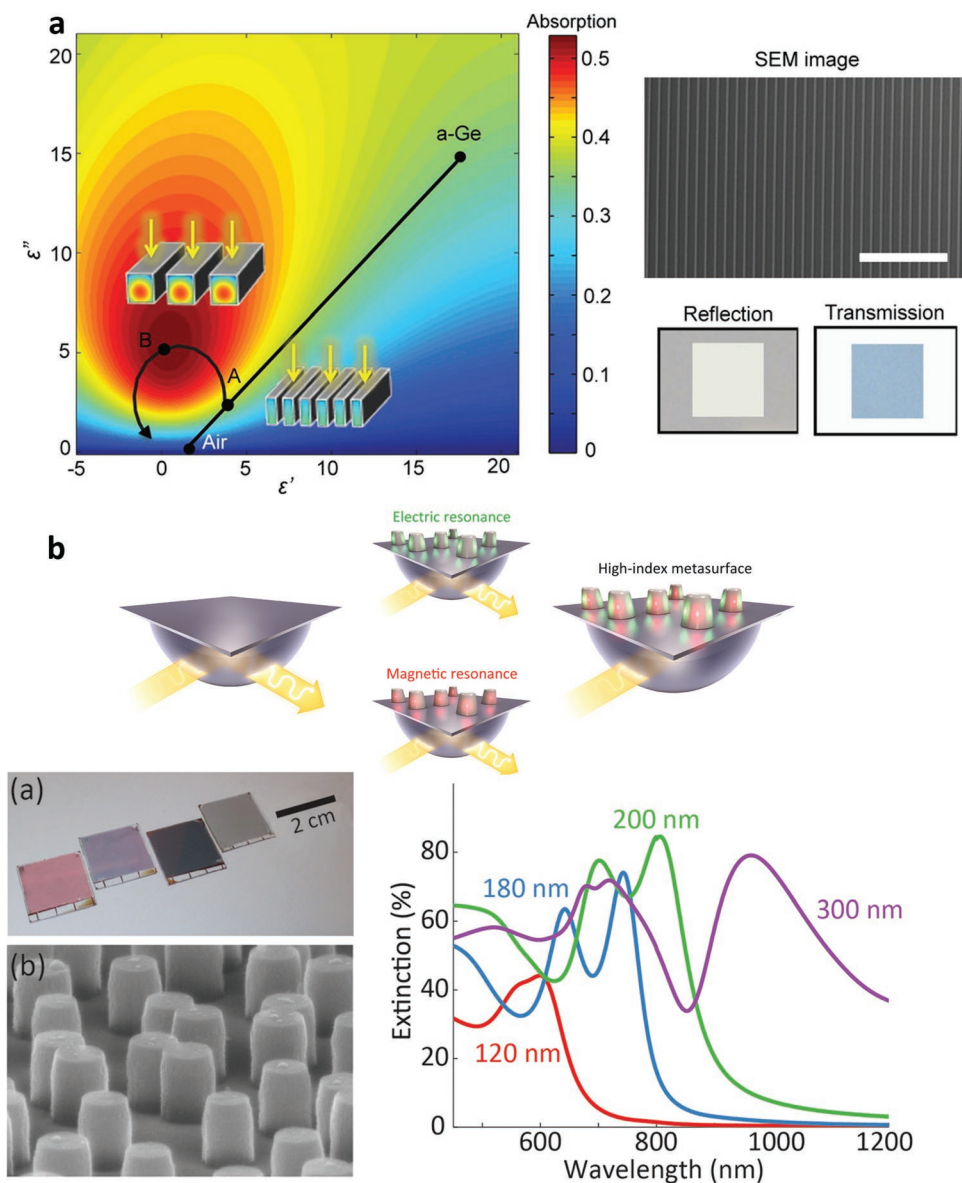 a
Absorption
20
15
10
5
0
ε''
-5
0
5
10
15
20
ε'
a-Ge
B
A
Air
0.5
0.4
0.3
0.2
0.1
0
SEM image
Reflection
Transmission
b
Electric resonance
High-index metasurface
Magnetic resonance
(a)
2 cm
(b)
80
60
40
20
0
Extinction (%)
200 nm
180 nm
300 nm
120 nm
600
800
1000
1200
Wavelength (nm)